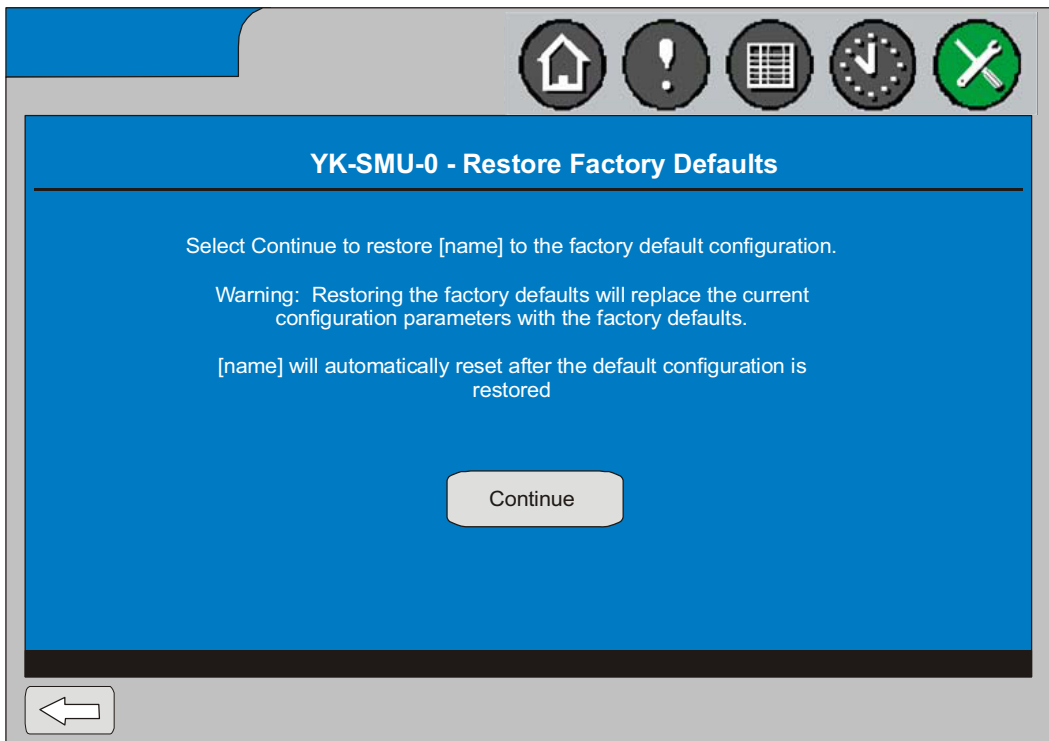 YK-SMU-0 - Restore Factory Defaults
Select Continue to restore [name] to the factory default configuration.
Warning:  Restoring the factory defaults will replace the current
configuration parameters with the factory defaults.
[name] will automatically reset after the default configuration is
restored
Continue